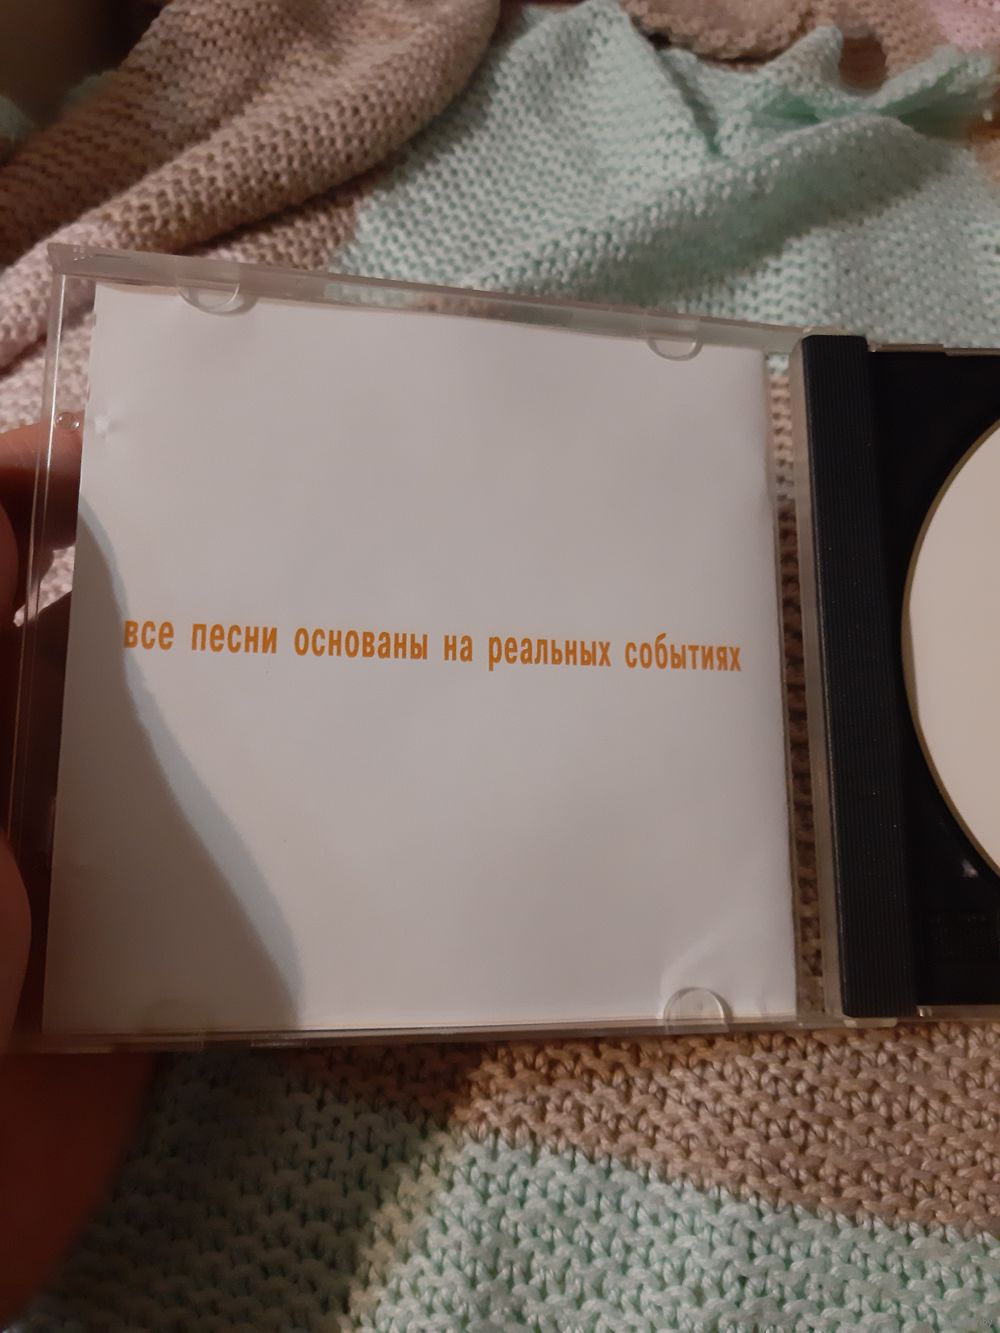 все песни основаны на реальных событиях